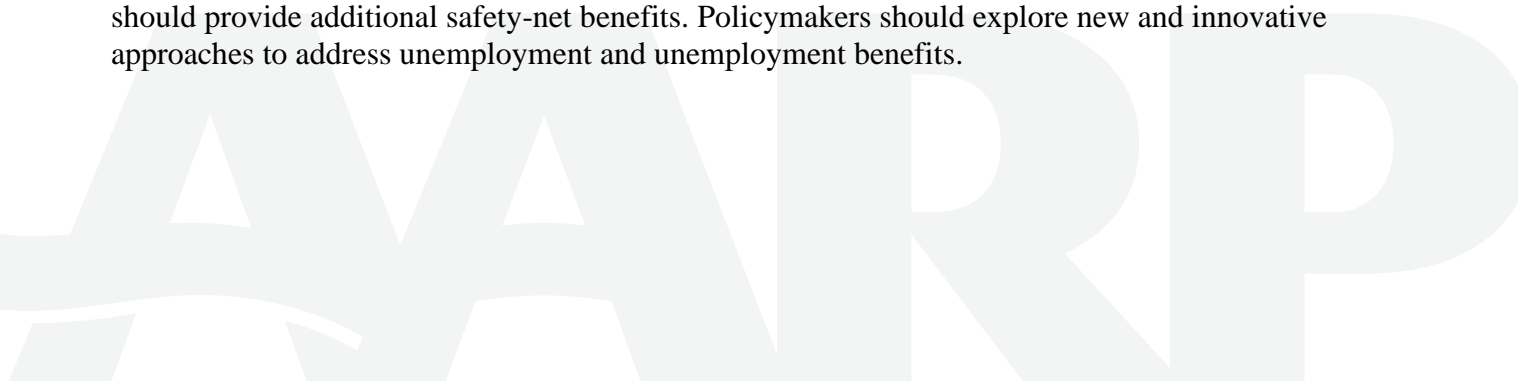 should provide additional safety-net benefits. Policymakers should explore new and innovative
approaches to address unemployment and unemployment benefits.
AARP